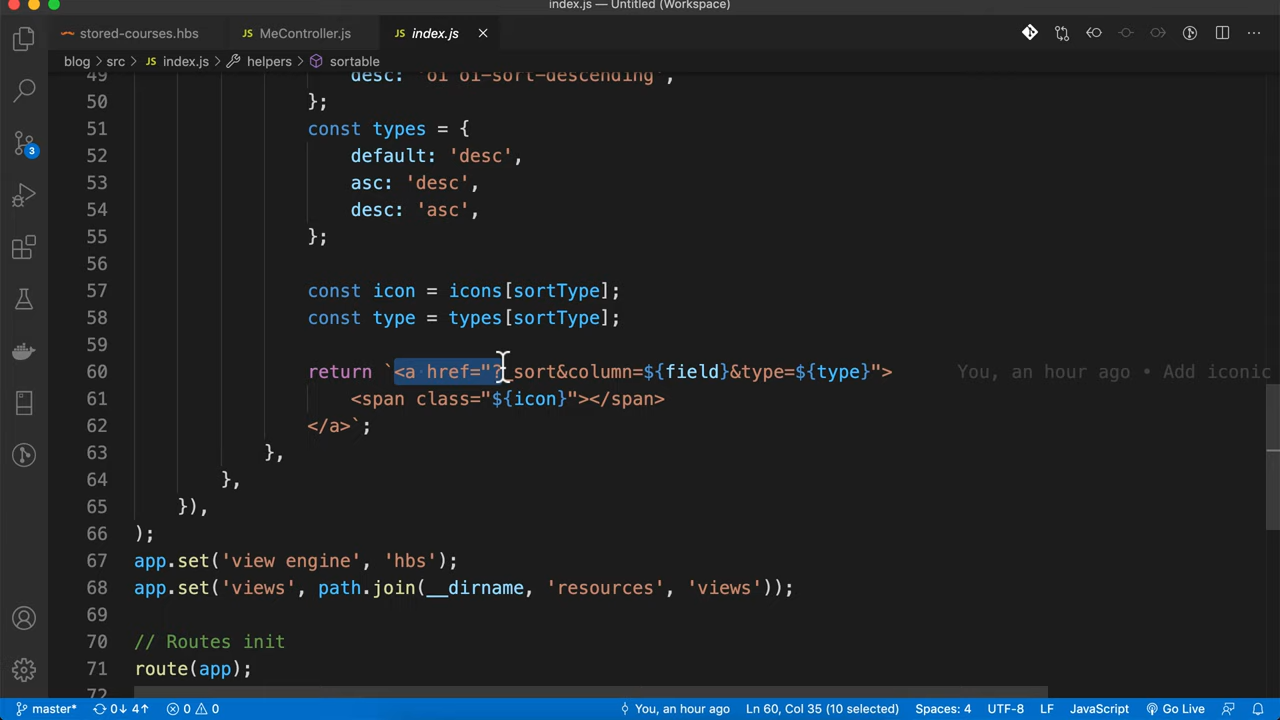 index.js — Untitled (Workspace)
stored-courses.hbs JS MeController.js JS index.js
blog > src > JS index.js > helpers > sortable
49 desc: 'oi oi-sort-descending',
50 };
51 const types = {
52 default: 'desc',
53 asc: 'desc',
54 desc: 'asc',
55 };
56
57 const icon = icons[sortType];
58 const type = types[sortType];
59
60 return `<a href="?_sort&column=${field}&type=${type}"> You, an hour ago • Add iconic
61 <span class="${icon}"></span>
62 </a>`;
63 },
64 },
65 }),
66 );
67 app.set('view engine', 'hbs');
68 app.set('views', path.join(__dirname, 'resources', 'views'));
69
70 // Routes init
71 route(app);
72
3
master* 0↓ 4↑ 0 0 You, an hour ago Ln 60, Col 35 (10 selected) Spaces: 4 UTF-8 LF JavaScript Go Live